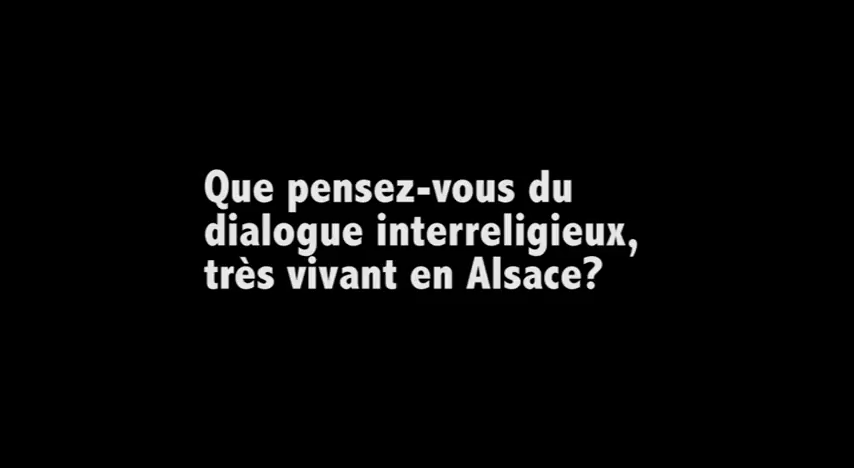 Que pensez-vous du
dialogue interreligieux,
très vivant en Alsace?